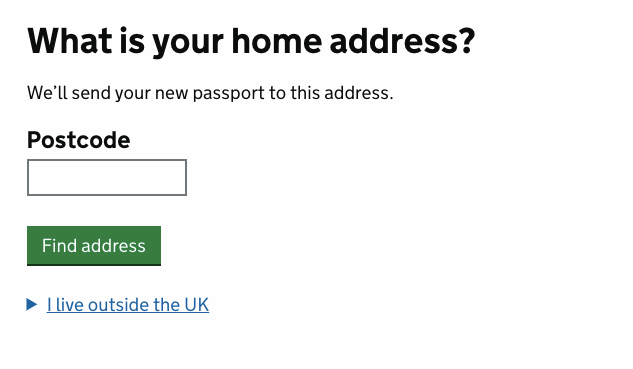 What is your home address?
We’ll send your new passport to this address.
Postcode
Find address
I live outside the UK